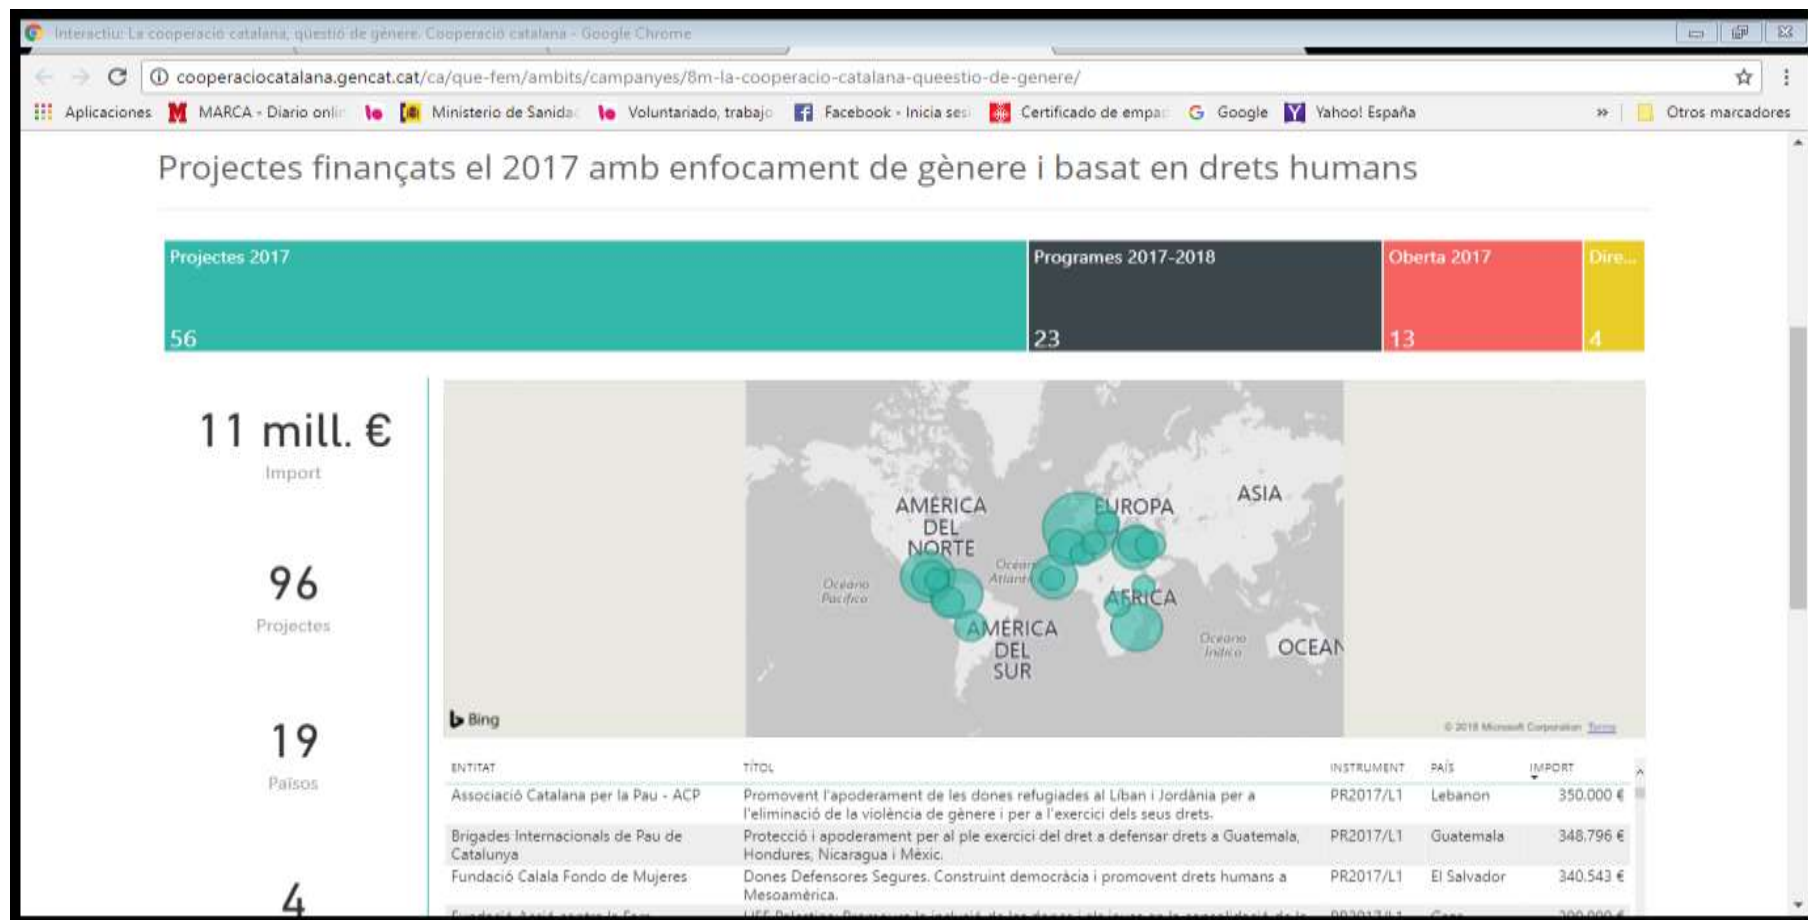 Interactiu: La cooperació catalana, qüestió de gènere. Cooperació catalana - Google Chrome
cooperaciocatalana.gencat.cat/ca/que-fem/ambits/campanyes/8m-la-cooperacio-catalana-queestio-de-genere/
Aplicaciones MARCA - Diario onlin Ministerio de Sanidad Voluntariado, trabajo Facebook - Inicia sesi Certificado de empa Google Yahoo! España » Otros marcadores
Projectes finançats el 2017 amb enfocament de gènere i basat en drets humans
Projectes 2017 Programes 2017-2018 Oberta 2017 Dire...
56 23 13 4
11 mill. €
Import
96
Projectes
19
Països
4
AMÉRICA
DEL
NORTE
EUROPA
ASIA
Océano
Atlánt
Océano
Pacífico
ÁFRICA
AMÉRICA
DEL
SUR
Océano
Índico
OCEAN
Bing
© 2018 Microsoft Corporation Terms
ENTITAT TÍTOL INSTRUMENT PAÍS IMPORT
Associació Catalana per la Pau - ACP Promovent l'apoderament de les dones refugiades al Líban i Jordània per a PR2017/L1 Lebanon 350.000 €
l'eliminació de la violència de gènere i per a l'exercici dels seus drets.
Brigades Internacionals de Pau de Protecció i apoderament per al ple exercici del dret a defensar drets a Guatemala, PR2017/L1 Guatemala 348.796 €
Catalunya Hondures, Nicaragua i Mèxic.
Fundació Calala Fondo de Mujeres Dones Defensores Segures. Construint democràcia i promovent drets humans a PR2017/L1 El Salvador 340.543 €
Mesoamèrica.